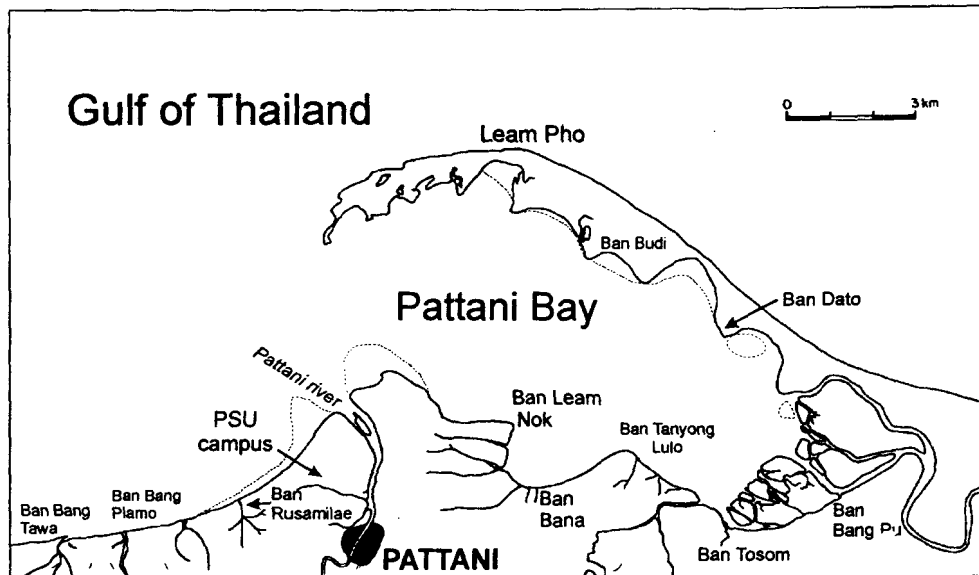 Gulf of Thailand
0 3 km
Leam Pho
Ban Budi
Pattani Bay
Ban Dato
Pattani river
PSU
campus
Ban Leam
Nok
Ban Tanyong
Lulo
Ban Bang
Tawa
Ban Bang
Plamo
Ban
Rusamilae
Ban
Bana
Ban
Bang Pu
Ban Tosom
PATTANI